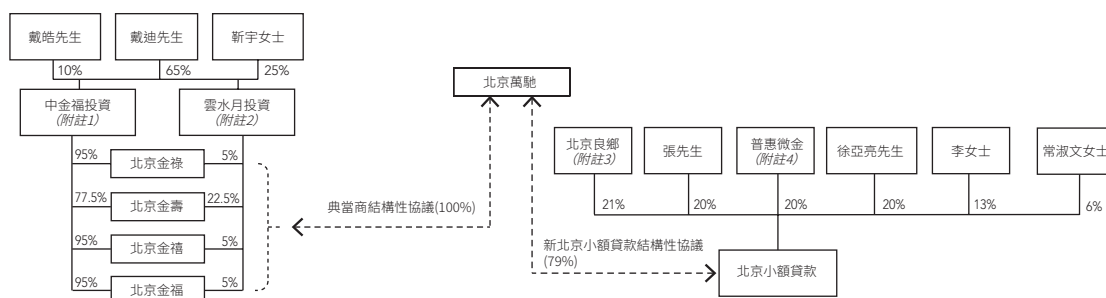 戴皓先生
戴迪先生
靳宇女士
10%
65%
25%
中金福投資
(附註1)
雲水月投資
(附註2)
95%
北京金祿
5%
77.5%
北京金壽
22.5%
95%
北京金禧
5%
95%
北京金福
5%
典當商結構性協議(100%)
北京萬馳
北京良鄉
(附註3)
張先生
普惠微金
(附註4)
徐亞亮先生
李女士
常淑文女士
21%
20%
20%
20%
13%
6%
新北京小額貸款結構性協議
(79%)
北京小額貸款